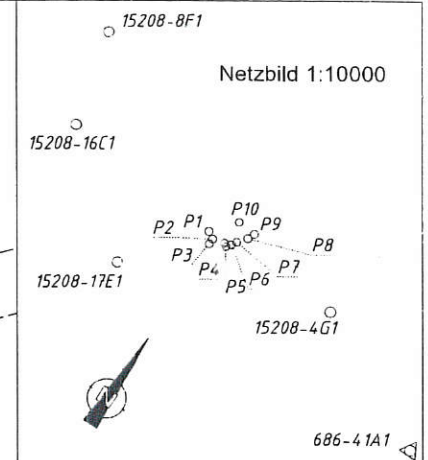 15208-8F1
Netzbild 1:10000
15208-16C1
P10
P2 P1 P9
P3 P8
P4 P5 P6 P7
15208-17E1
15208-4G1
N
686-41A1